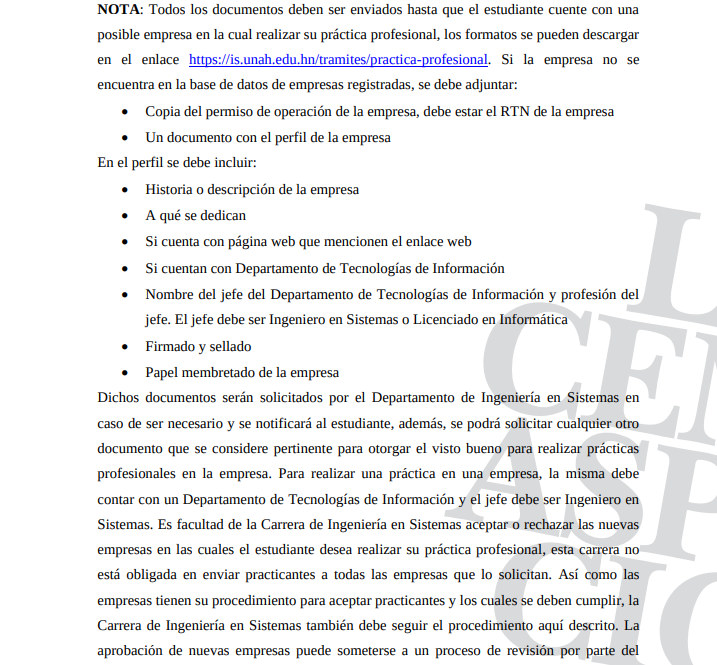 NOTA: Todos los documentos deben ser enviados hasta que el estudiante cuente con una
posible empresa en la cual realizar su práctica profesional, los formatos se pueden descargar
en el enlace https://is.unah.edu.hn/tramites/practica-profesional. Si la empresa no se
encuentra en la base de datos de empresas registradas, se debe adjuntar:
• Copia del permiso de operación de la empresa, debe estar el RTN de la empresa
• Un documento con el perfil de la empresa
En el perfil se debe incluir:
• Historia o descripción de la empresa
• A qué se dedican
• Si cuenta con página web que mencionen el enlace web
• Si cuentan con Departamento de Tecnologías de Información
• Nombre del jefe del Departamento de Tecnologías de Información y profesión del
jefe. El jefe debe ser Ingeniero en Sistemas o Licenciado en Informática
• Firmado y sellado
• Papel membretado de la empresa
Dichos documentos serán solicitados por el Departamento de Ingeniería en Sistemas en
caso de ser necesario y se notificará al estudiante, además, se podrá solicitar cualquier otro
documento que se considere pertinente para otorgar el visto bueno para realizar prácticas
profesionales en la empresa. Para realizar una práctica en una empresa, la misma debe
contar con un Departamento de Tecnologías de Información y el jefe debe ser Ingeniero en
Sistemas. Es facultad de la Carrera de Ingeniería en Sistemas aceptar o rechazar las nuevas
empresas en las cuales el estudiante desea realizar su práctica profesional, esta carrera no
está obligada en enviar practicantes a todas las empresas que lo solicitan. Así como las
empresas tienen su procedimiento para aceptar practicantes y los cuales se deben cumplir, la
Carrera de Ingeniería en Sistemas también debe seguir el procedimiento aquí descrito. La
aprobación de nuevas empresas puede someterse a un proceso de revisión por parte del